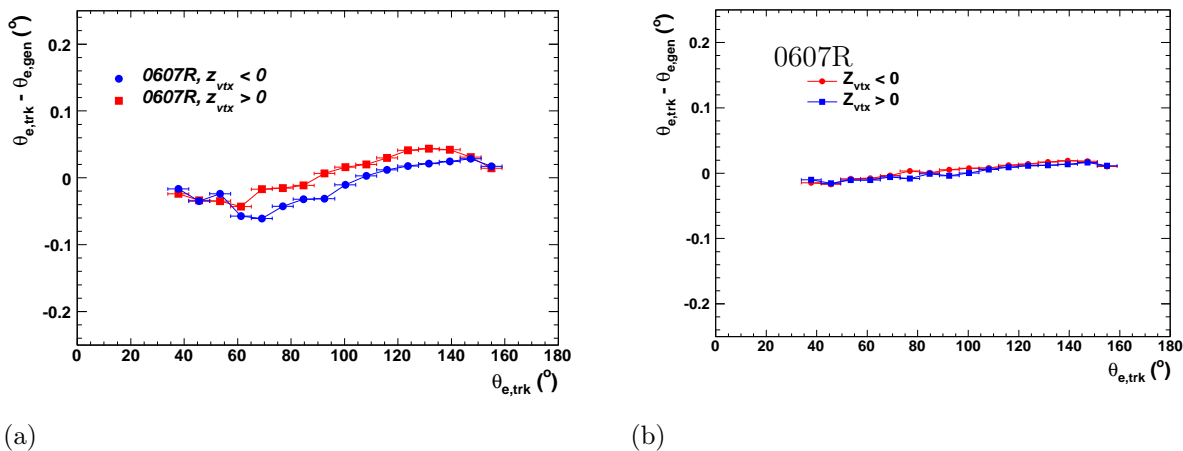 θe,trk - θe,gen (°)
0.2
0.1
0
-0.1
-0.2
0607R, zvtx < 0
0607R, zvtx > 0
0 20 40 60 80 100 120 140 160 180
θe,trk (°)
(a)
θe,trk - θe,gen (°)
0.2
0.1
0
-0.1
-0.2
0607R
Zvtx < 0
Zvtx > 0
0 20 40 60 80 100 120 140 160 180
θe,trk (°)
(b)